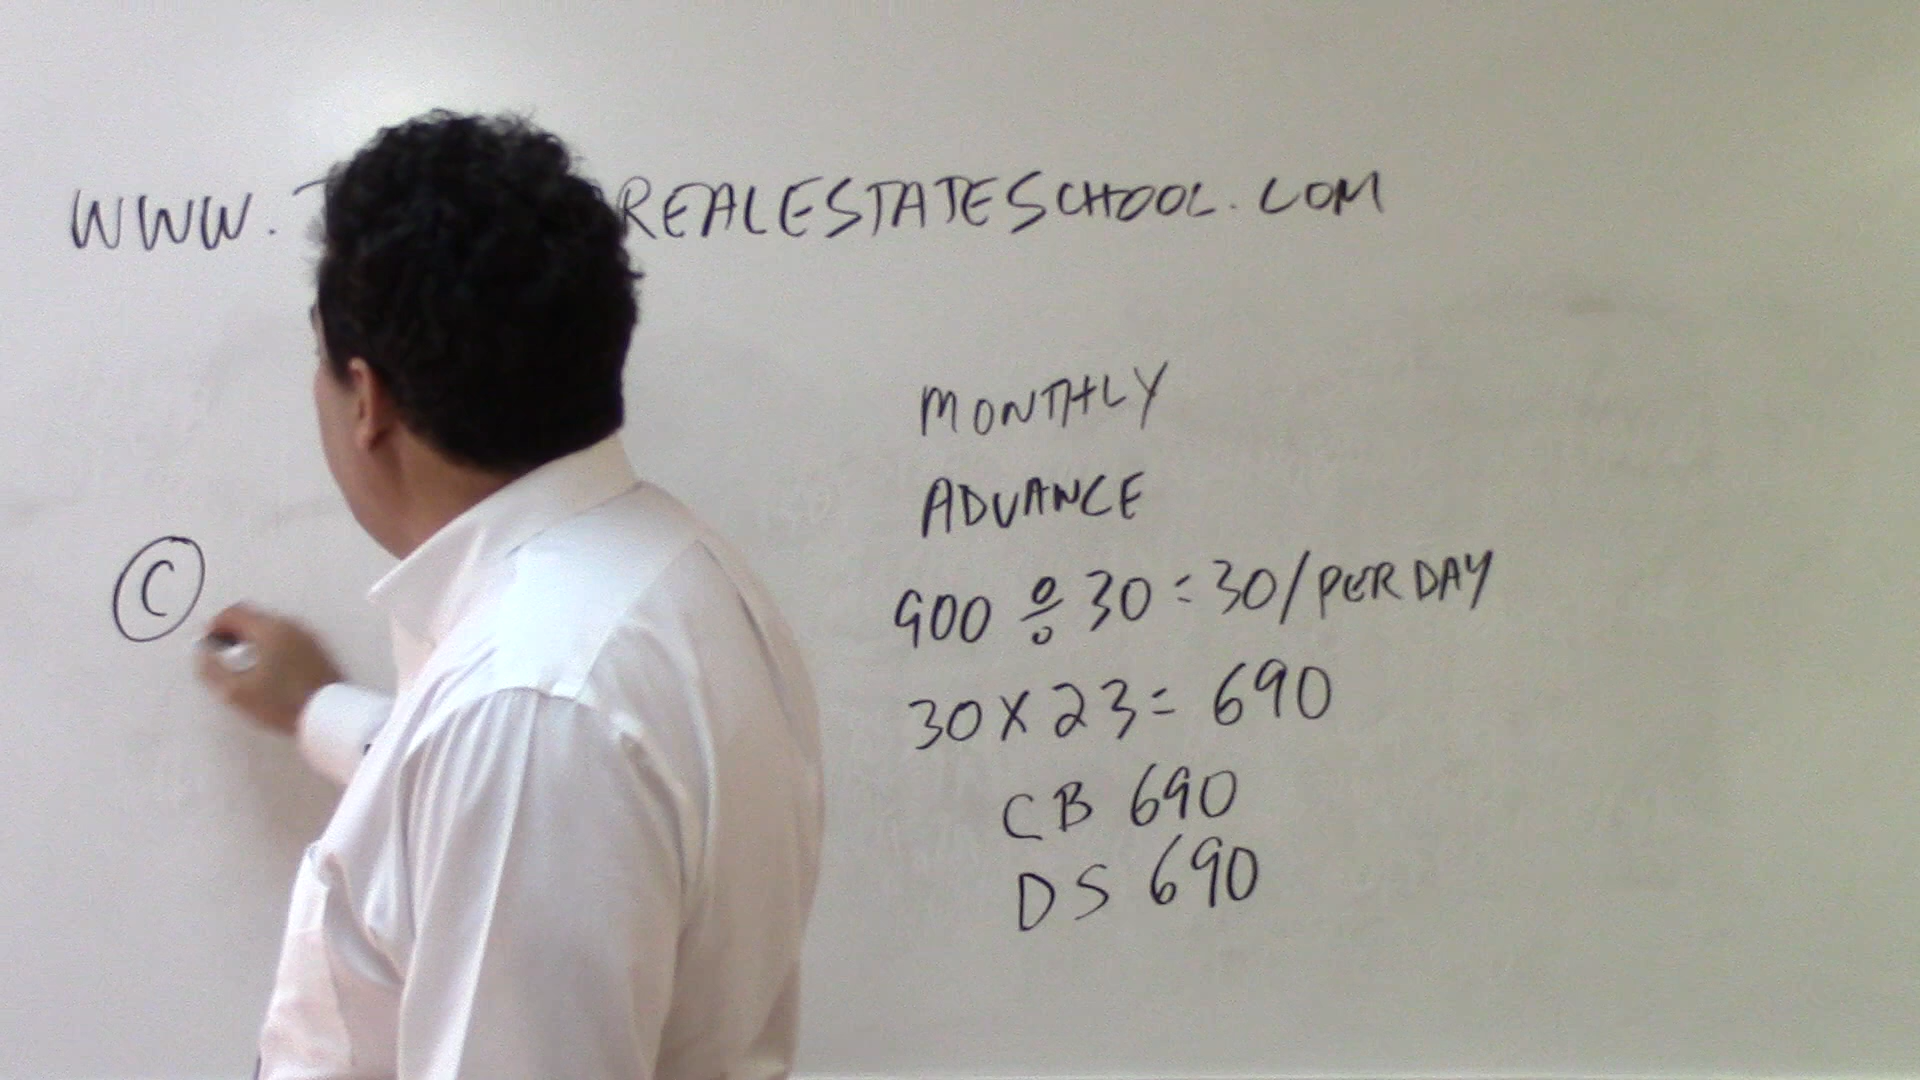 WWW. REALESTATESCHOOL.COM
MONTHLY
ADVANCE
900 ÷ 30 = 30/PER DAY
30 X 23 = 690
CB 690
DS 690
C